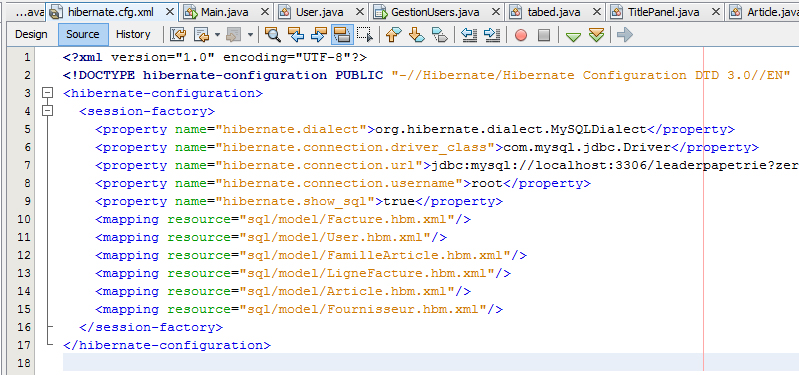 ...ava hibernate.cfg.xml Main.java User.java GestionUsers.java tabed.java TitlePanel.java Article.java
Design Source History
1 <?xml version="1.0" encoding="UTF-8"?>
2 <!DOCTYPE hibernate-configuration PUBLIC "-//Hibernate/Hibernate Configuration DTD 3.0//EN"
3 <hibernate-configuration>
4 <session-factory>
5 <property name="hibernate.dialect">org.hibernate.dialect.MySQLDialect</property>
6 <property name="hibernate.connection.driver_class">com.mysql.jdbc.Driver</property>
7 <property name="hibernate.connection.url">jdbc:mysql://localhost:3306/leaderpapetrie?zer
8 <property name="hibernate.connection.username">root</property>
9 <property name="hibernate.show_sql">true</property>
10 <mapping resource="sql/model/Facture.hbm.xml"/>
11 <mapping resource="sql/model/User.hbm.xml"/>
12 <mapping resource="sql/model/FamilleArticle.hbm.xml"/>
13 <mapping resource="sql/model/LigneFacture.hbm.xml"/>
14 <mapping resource="sql/model/Article.hbm.xml"/>
15 <mapping resource="sql/model/Fournisseur.hbm.xml"/>
16 </session-factory>
17 </hibernate-configuration>
18